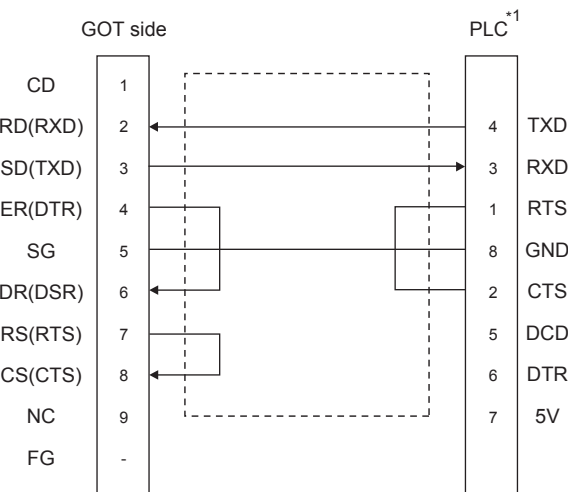 GOT side PLC*1
CD 1
RD(RXD) 2 4 TXD
SD(TXD) 3 3 RXD
ER(DTR) 4 1 RTS
SG 5 8 GND
DR(DSR) 6 2 CTS
RS(RTS) 7 5 DCD
CS(CTS) 8 6 DTR
NC 9 7 5V
FG -